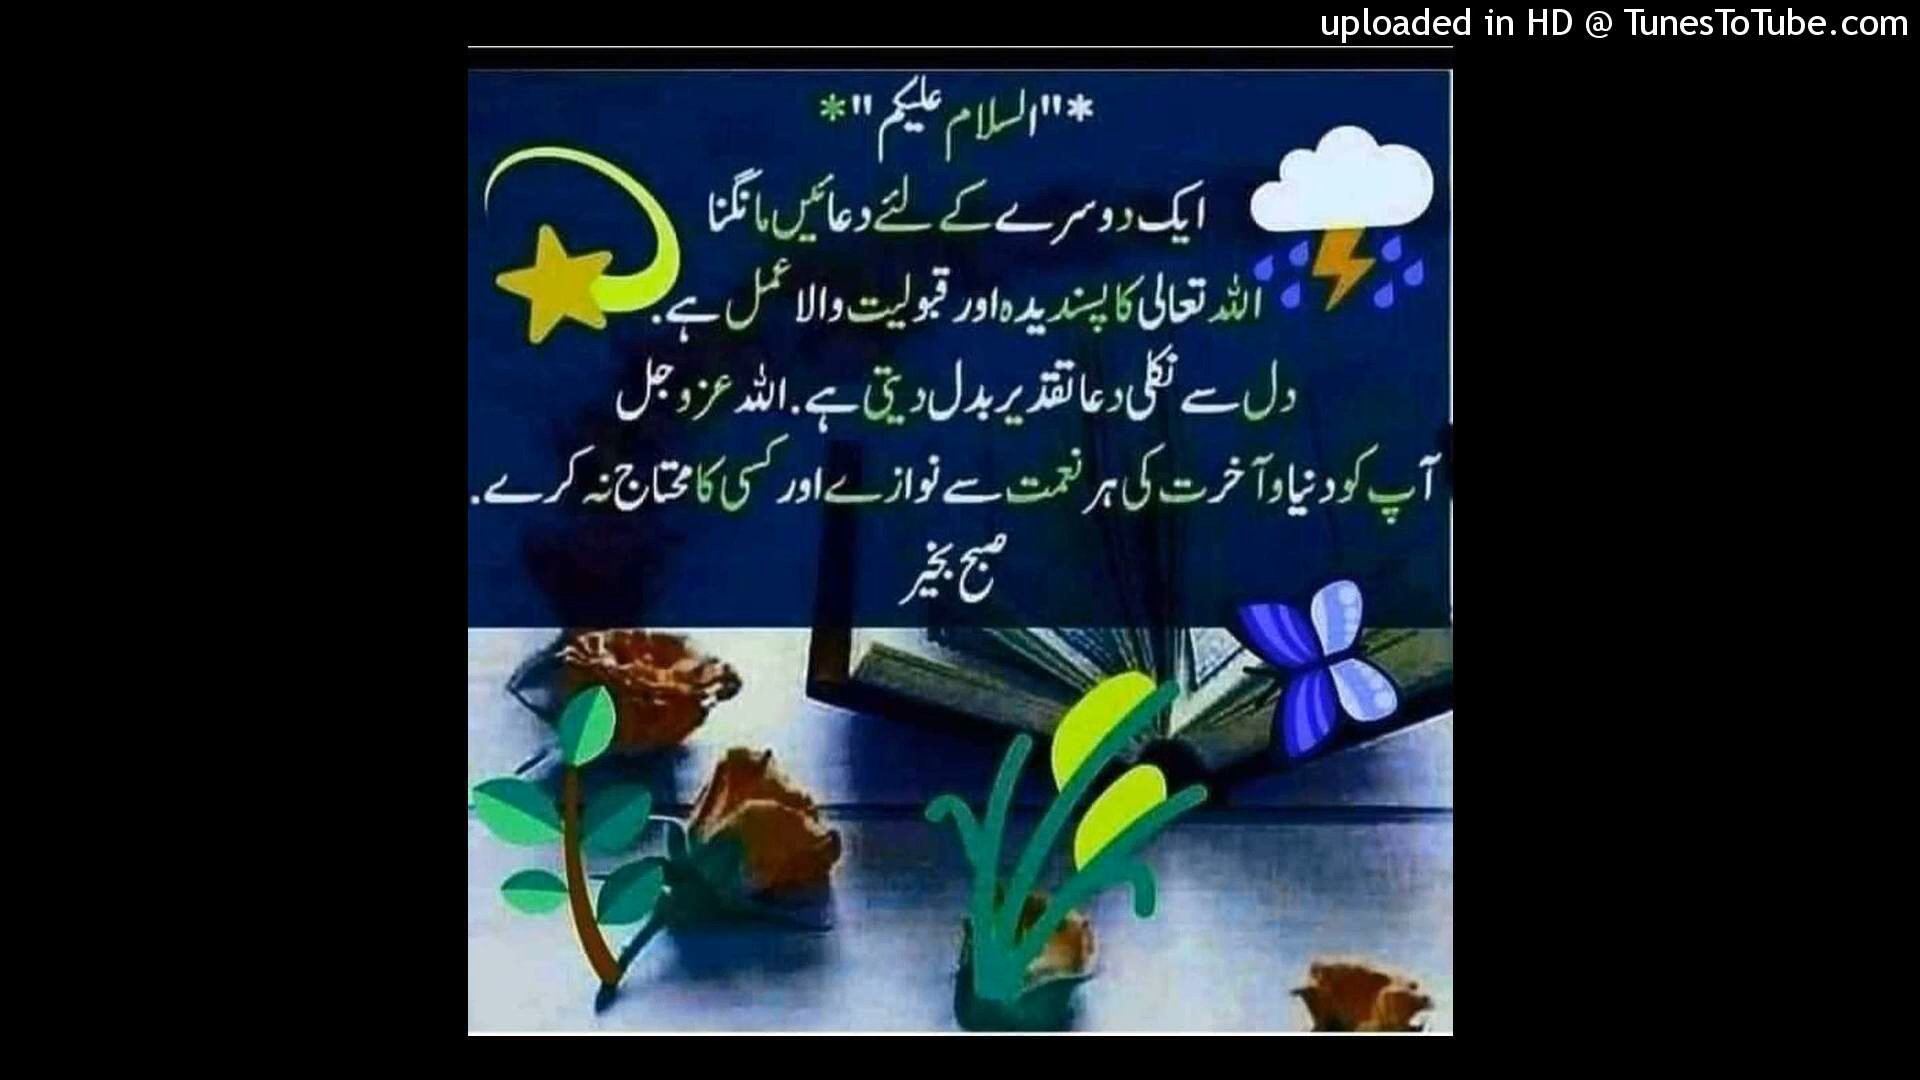 uploaded in HD @ TunesToTube.com
*"السلام علیکم"*
ایک دوسرے کے لئے دعائیں مانگنا
اللہ تعالی کا پسندیدہ اور قبولیت والا عمل ہے.
دل سے نکلی دعا تقدیر بدل دیتی ہے. اللہ عزوجل
آپ کو دنیا و آخرت کی ہر نعمت سے نوازے اور کسی کا محتاج نہ کرے.
صبح بخیر